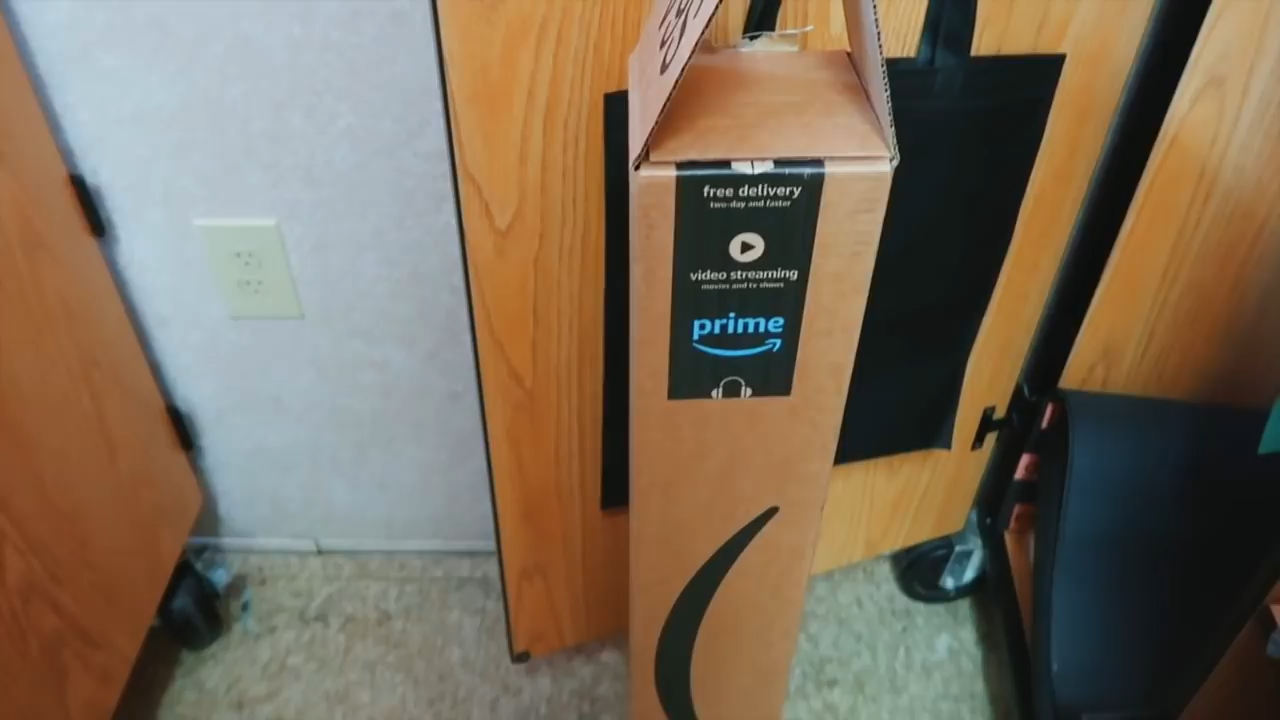 free delivery
two-day and faster
video streaming
movies and tv shows
prime